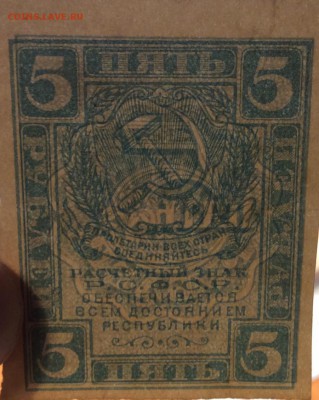 5 ПЯТЬ 5
РУБЛЕЙ
РУБЛЕЙ
ПРОЛЕТАРИИ ВСЕХ СТРАН
СОЕДИНЯЙТЕСЬ
РАСЧЕТНЫЙ ЗНАК
Р.С.Ф.С.Р.
ОБЕСПЕЧИВАЕТСЯ
ВСЕМ ДОСТОЯНИЕМ
РЕСПУБЛИКИ
5 ПЯТЬ 5